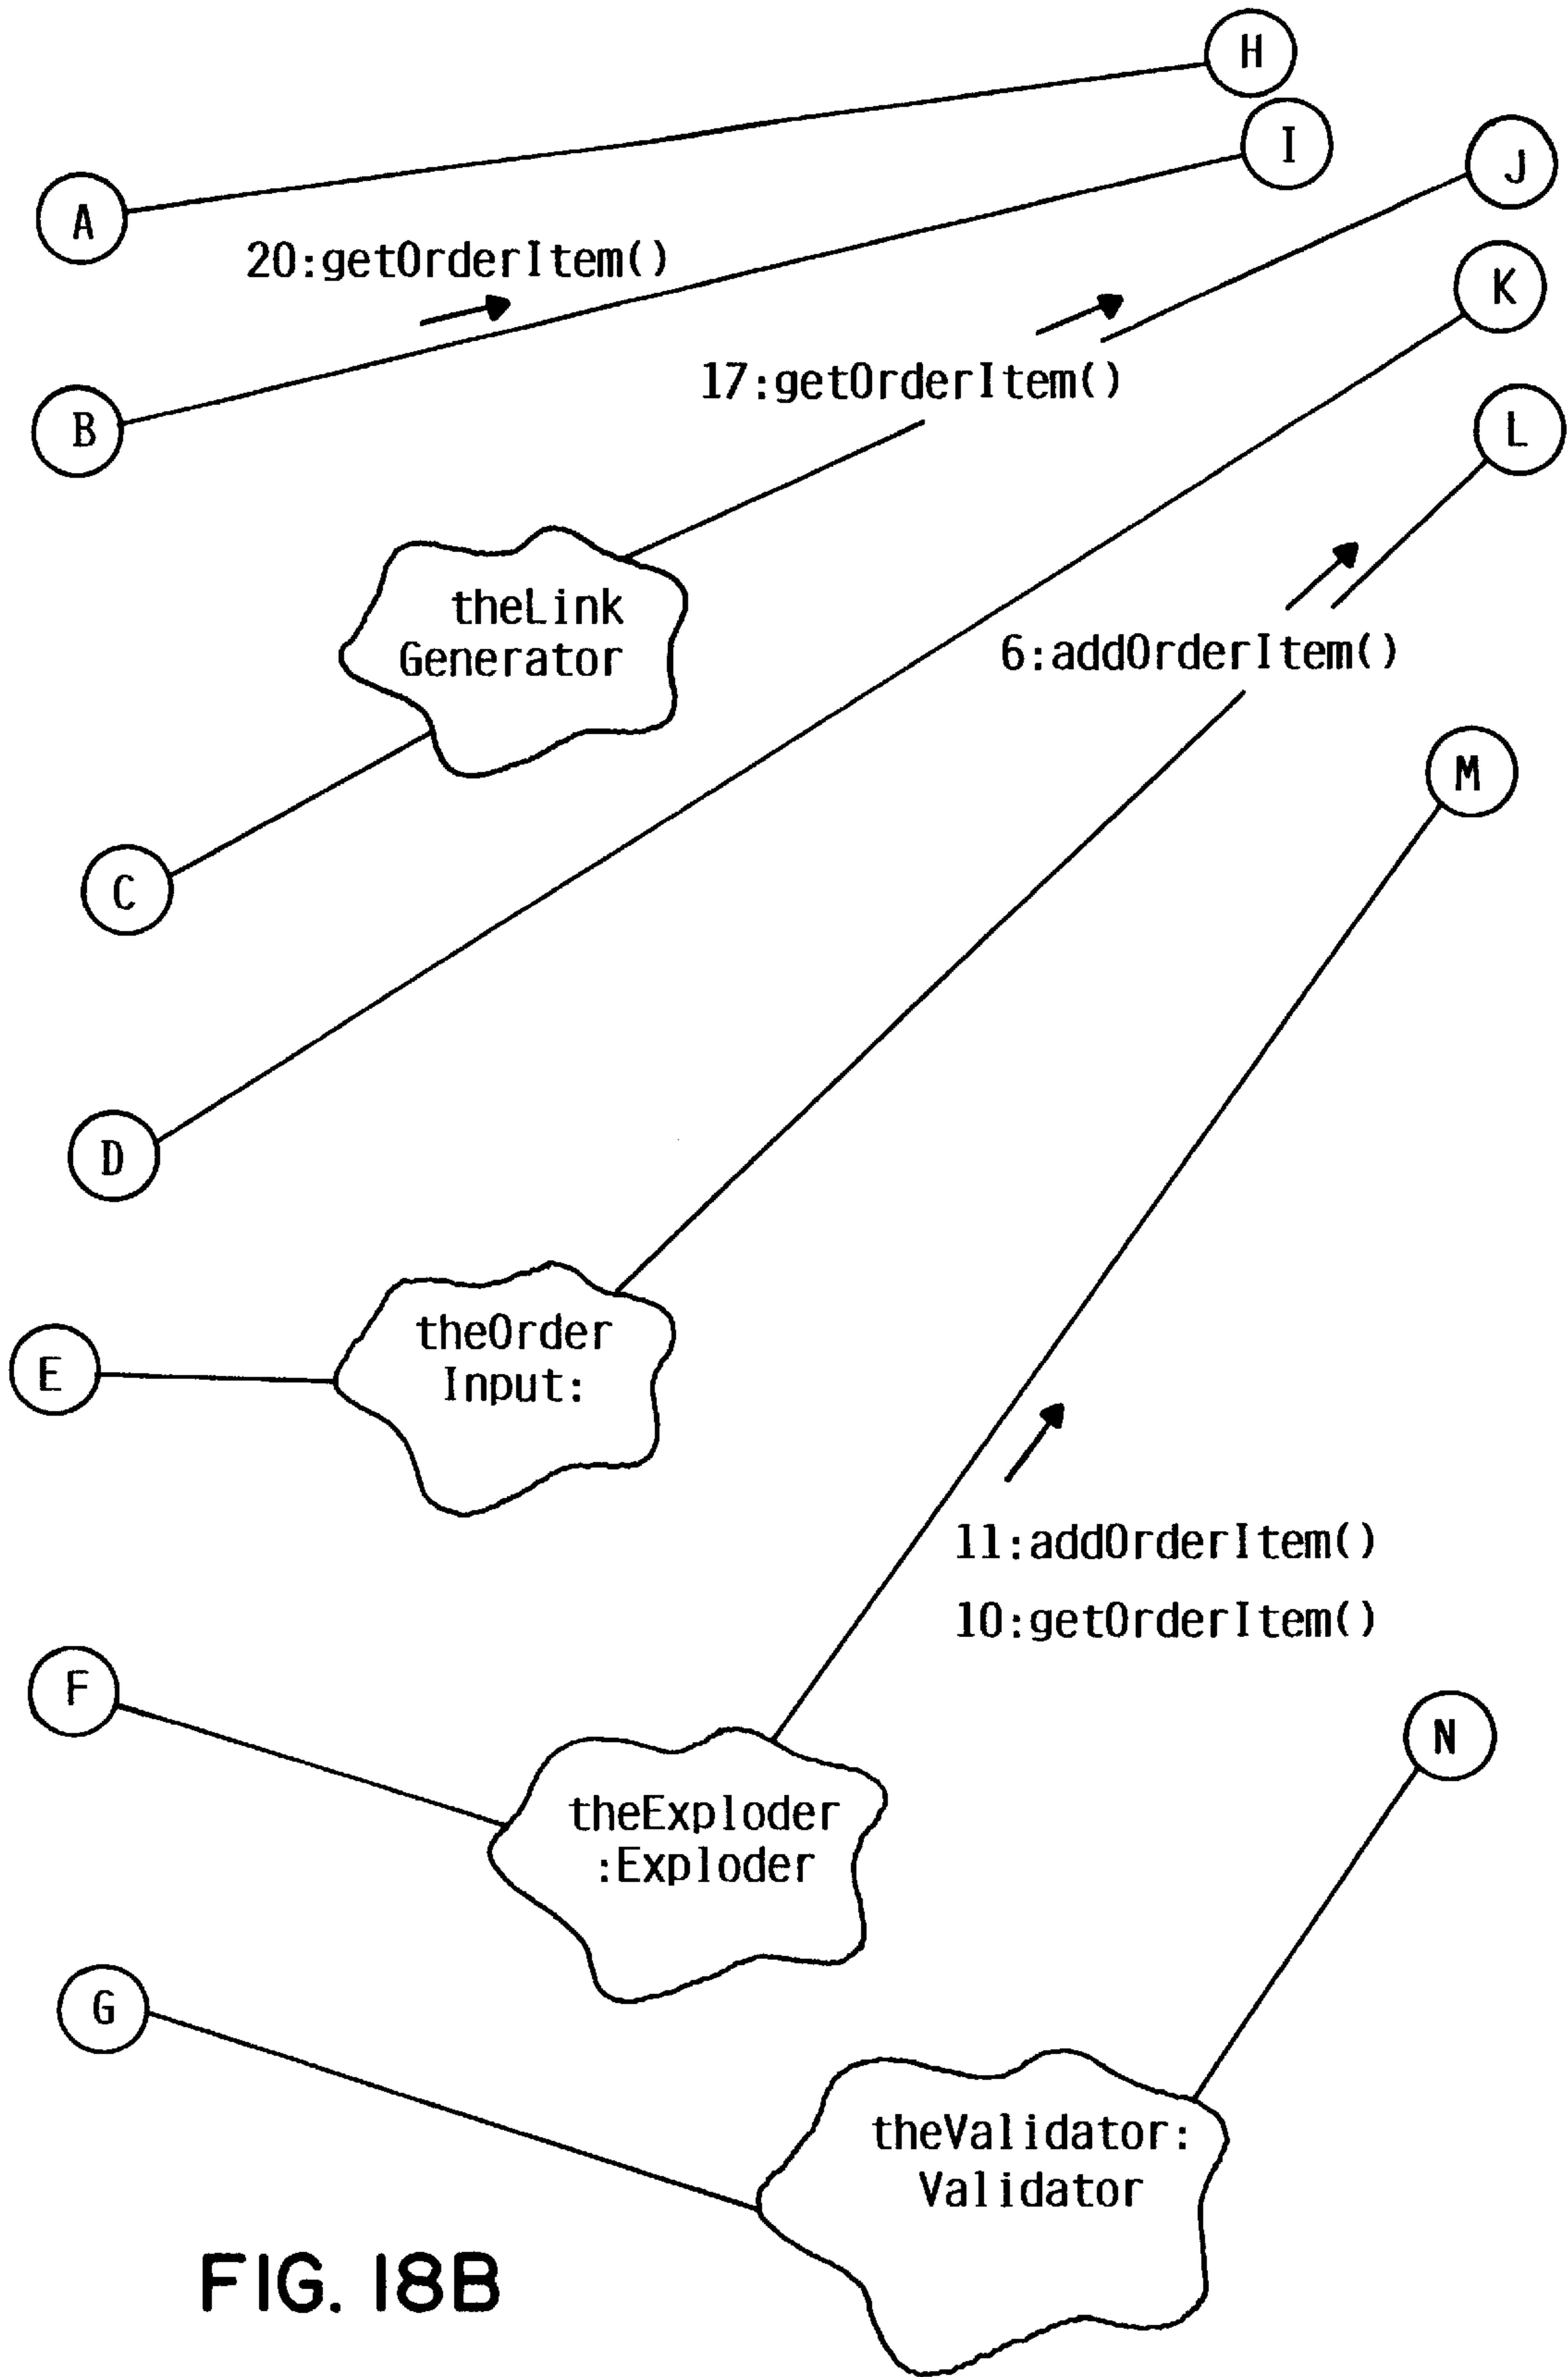 H
I
J
A
20:getOrderItem()
K
17:getOrderItem()
B
L
theLink
Generator
6:addOrderItem()
M
C
D
theOrder
Input:
E
11:addOrderItem()
10:getOrderItem()
F
N
theExploder
:Exploder
G
theValidator:
Validator
FIG. 18B